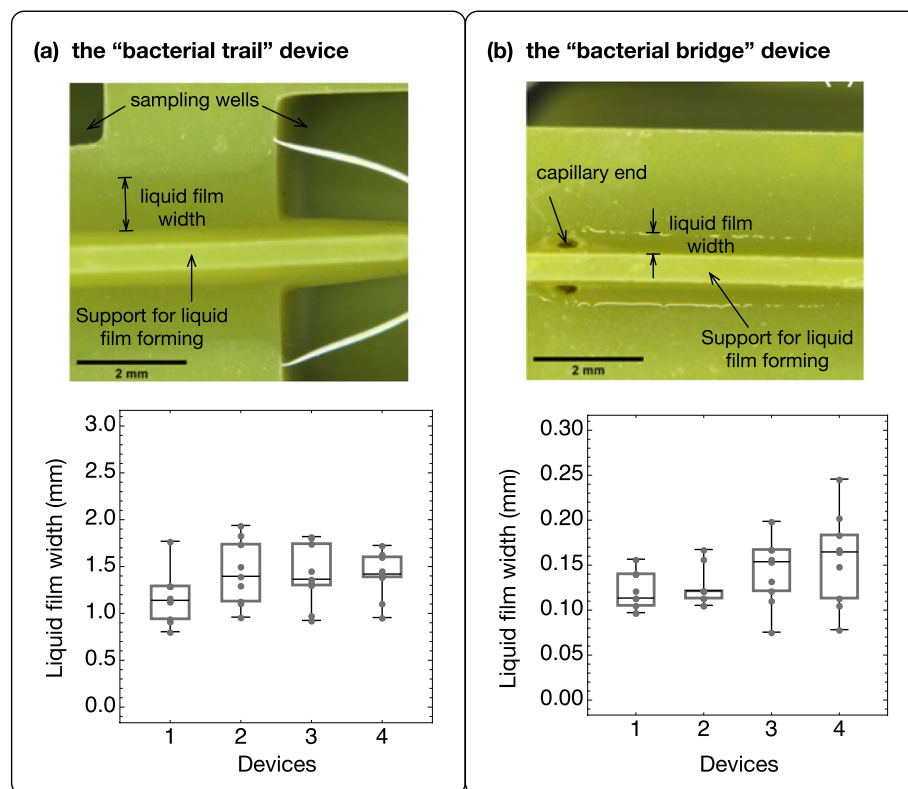 (a) the “bacterial trail” device
sampling wells
liquid film
width
Support for liquid
film forming
2 mm
3.0
2.5
2.0
1.5
1.0
0.5
0.0
Liquid film width (mm)
1 2 3 4
Devices
(b) the “bacterial bridge” device
capillary end
liquid film
width
Support for liquid
film forming
2 mm
0.30
0.25
0.20
0.15
0.10
0.05
0.00
Liquid film width (mm)
1 2 3 4
Devices